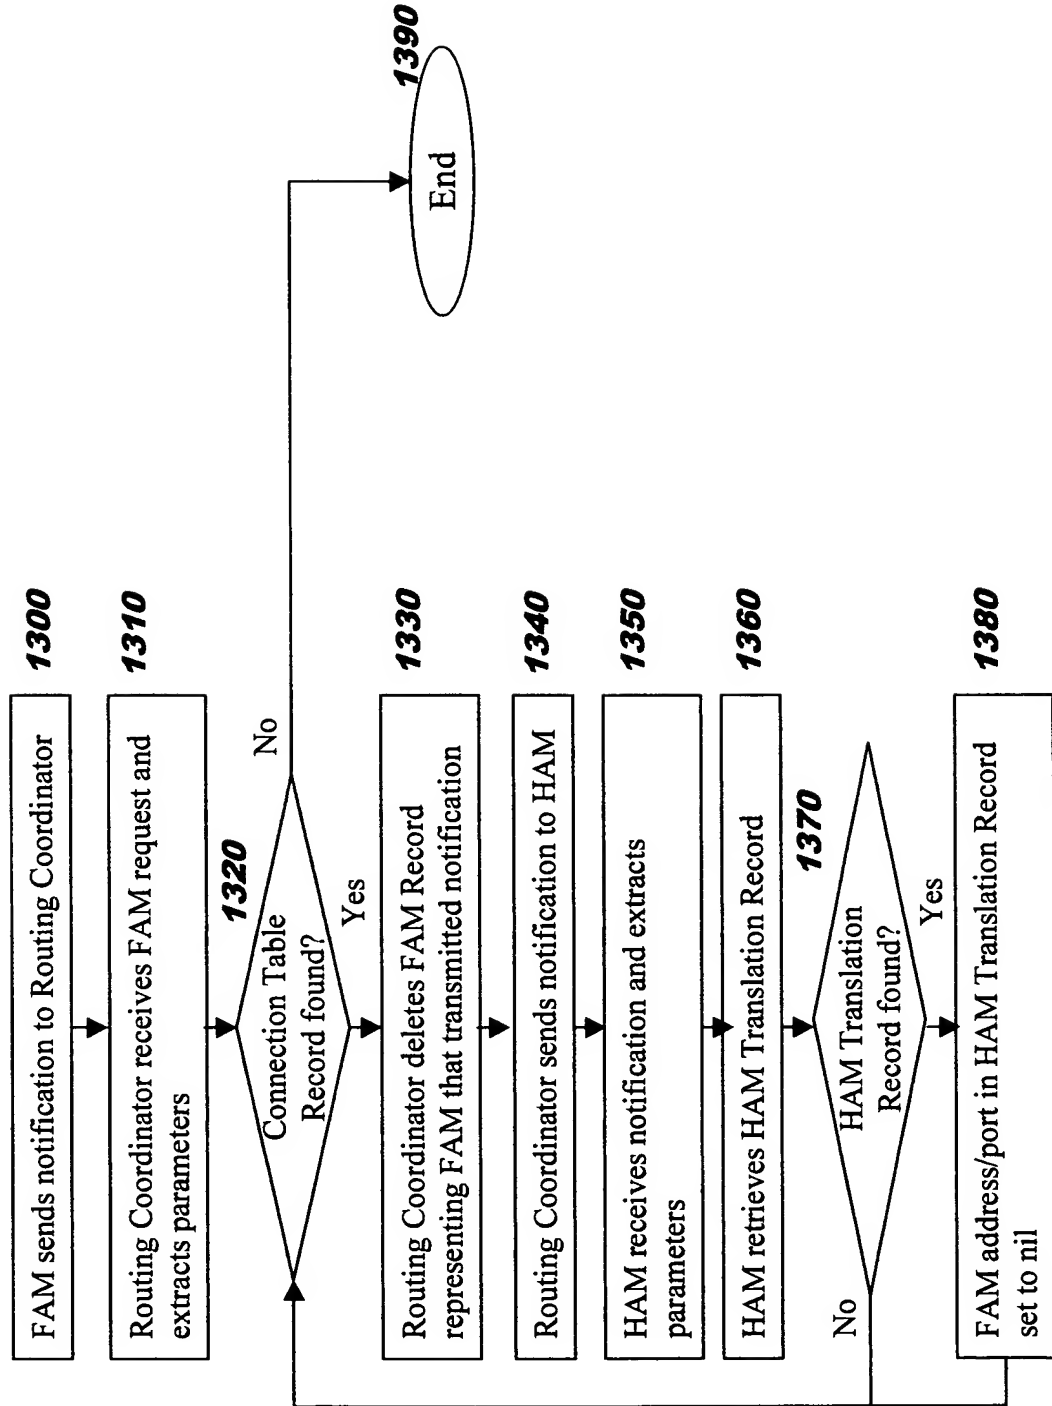 1300
FAM sends notification to Routing Coordinator
1310
Routing Coordinator receives FAM request and
extracts parameters
1320
Connection Table
Record found?
No
Yes
1390
End
1330
Routing Coordinator deletes FAM Record
representing FAM that transmitted notification
1340
Routing Coordinator sends notification to HAM
1350
HAM receives notification and extracts
parameters
1360
HAM retrieves HAM Translation Record
1370
HAM Translation
Record found?
No
Yes
1380
FAM address/port in HAM Translation Record
set to nil